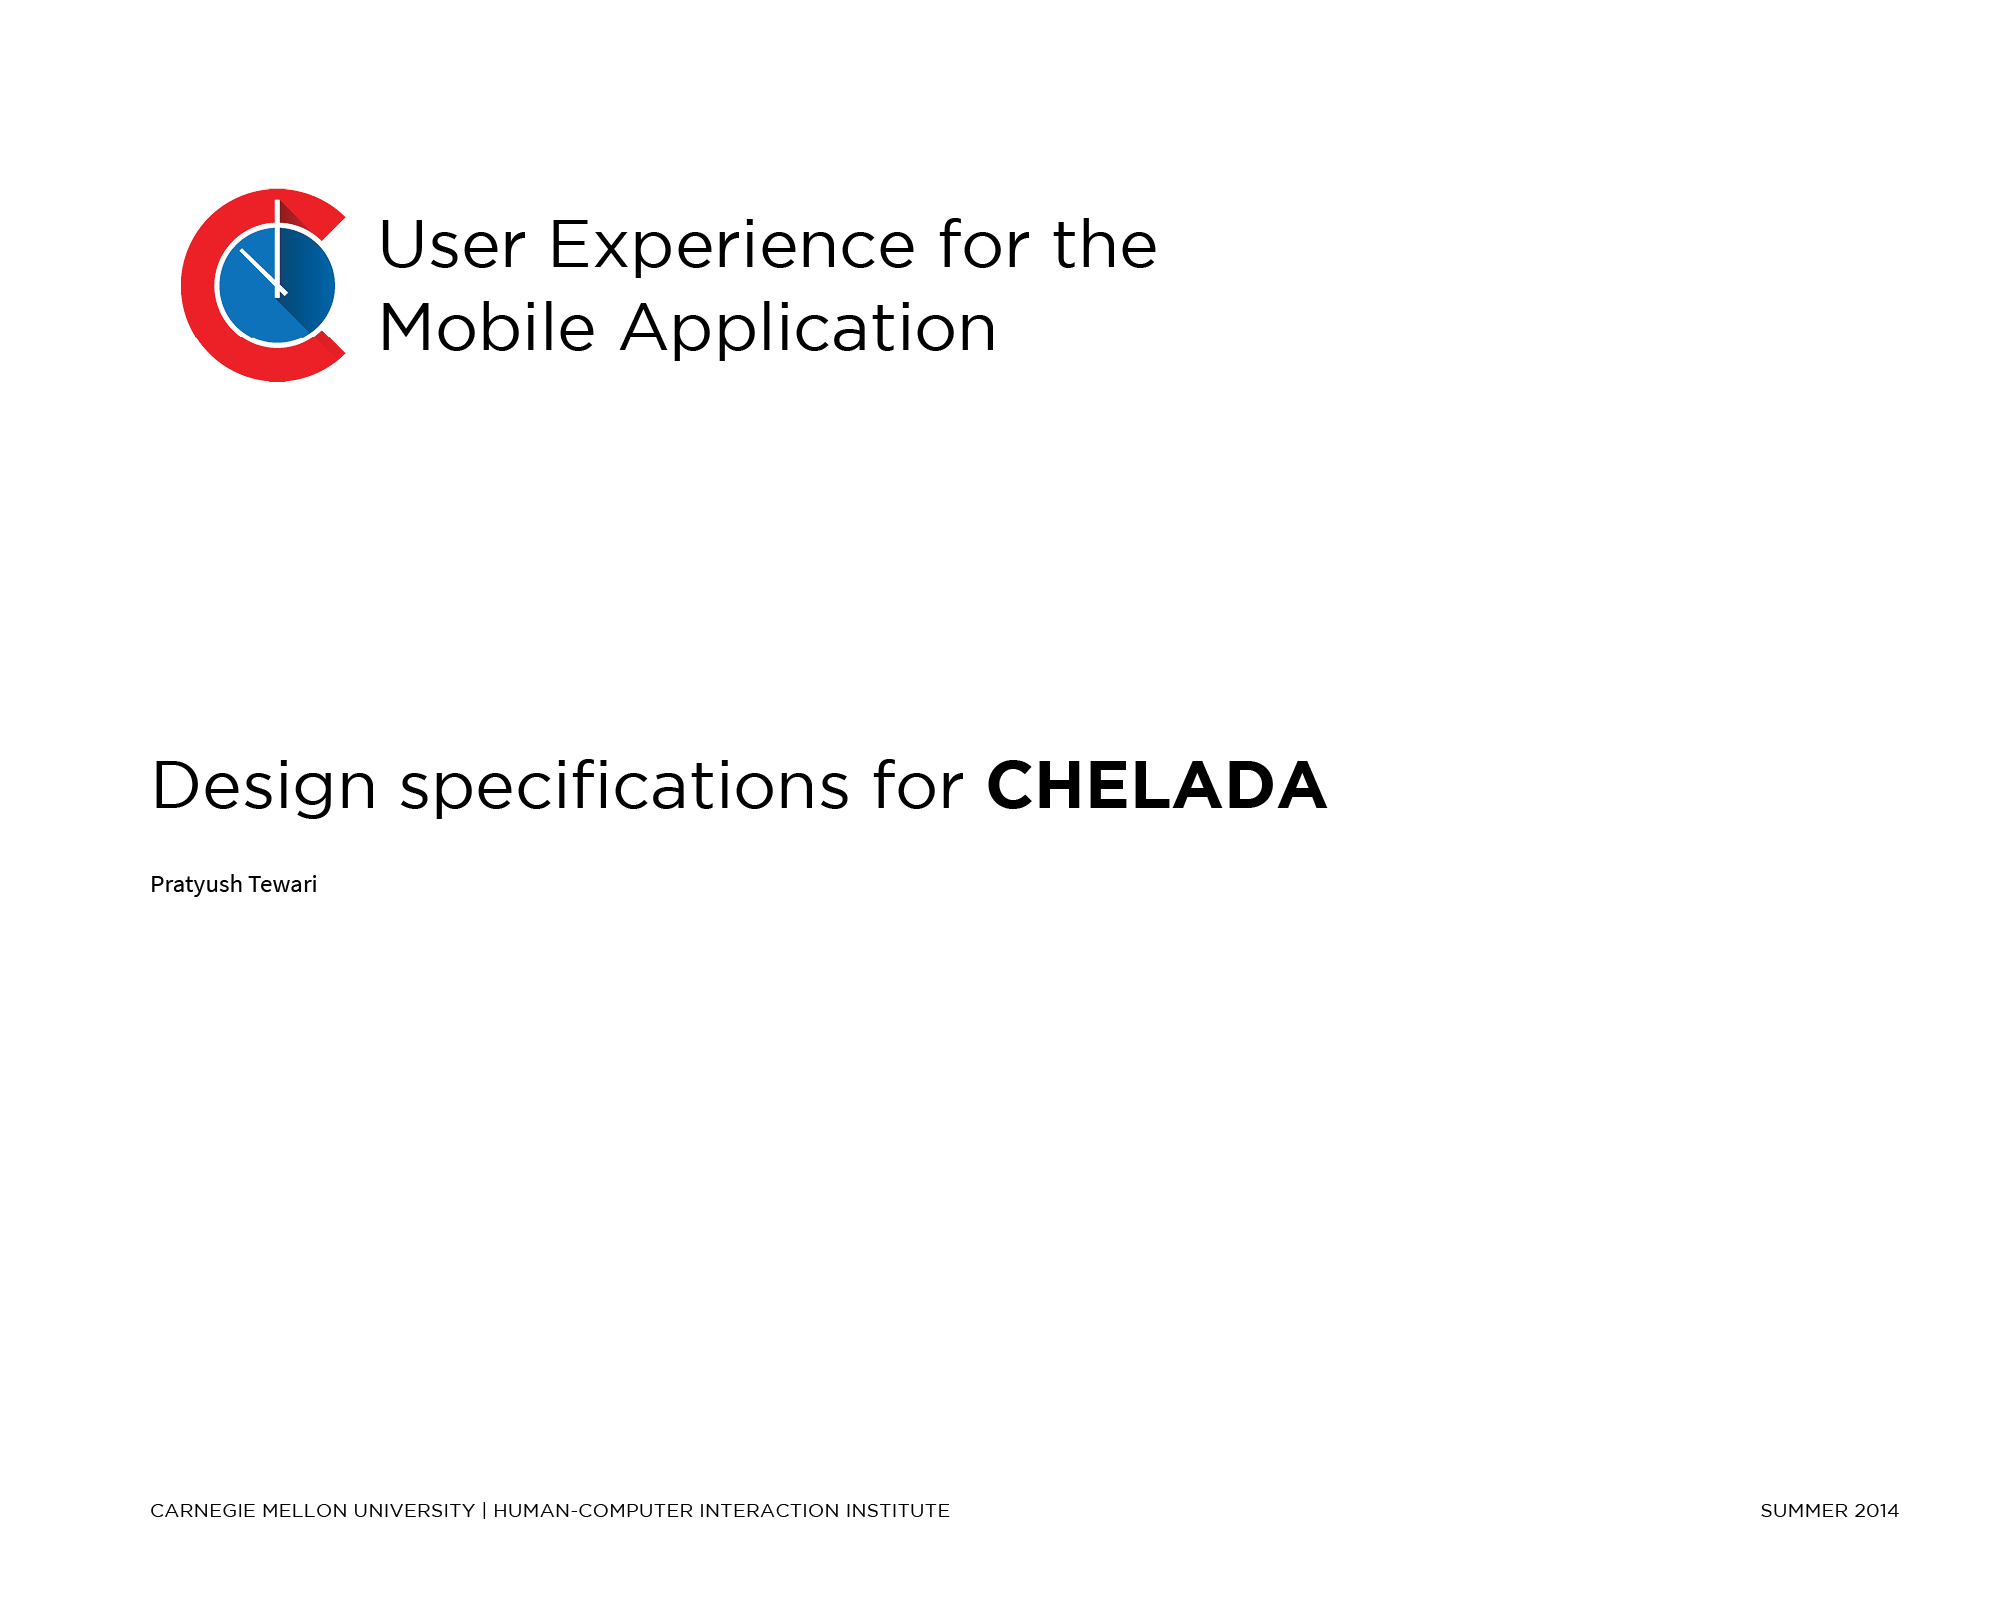 User Experience for the
Mobile Application
Design specifications for CHELADA
Pratyush Tewari
CARNEGIE MELLON UNIVERSITY | HUMAN-COMPUTER INTERACTION INSTITUTE
SUMMER 2014